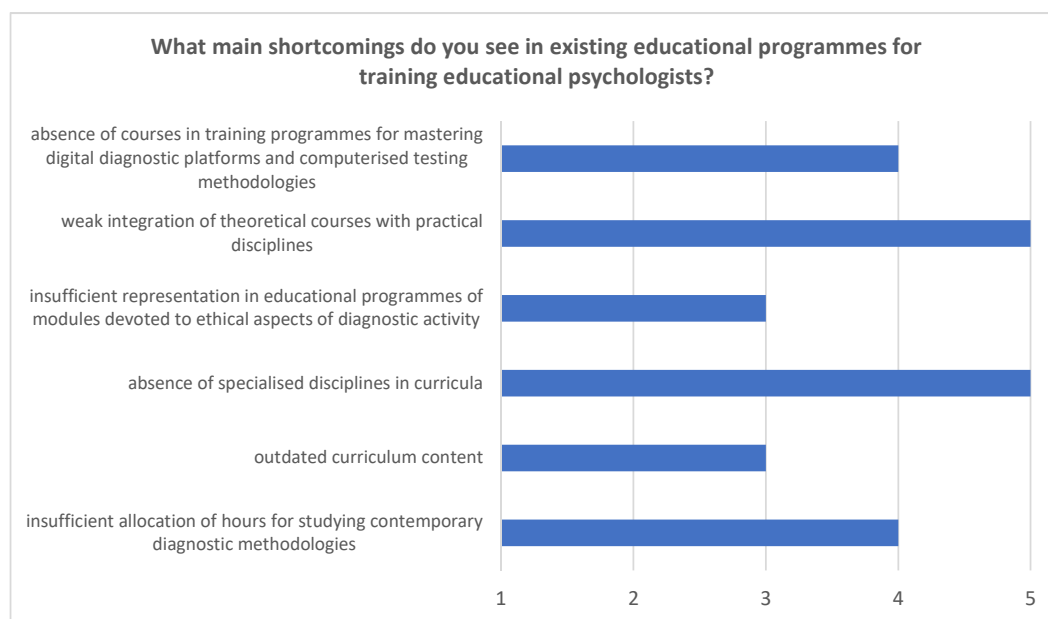 What main shortcomings do you see in existing educational programmes for
training educational psychologists?
absence of courses in training programmes for mastering
digital diagnostic platforms and computerised testing
methodologies
weak integration of theoretical courses with practical
disciplines
insufficient representation in educational programmes of
modules devoted to ethical aspects of diagnostic activity
absence of specialised disciplines in curricula
outdated curriculum content
insufficient allocation of hours for studying contemporary
diagnostic methodologies
1 2 3 4 5